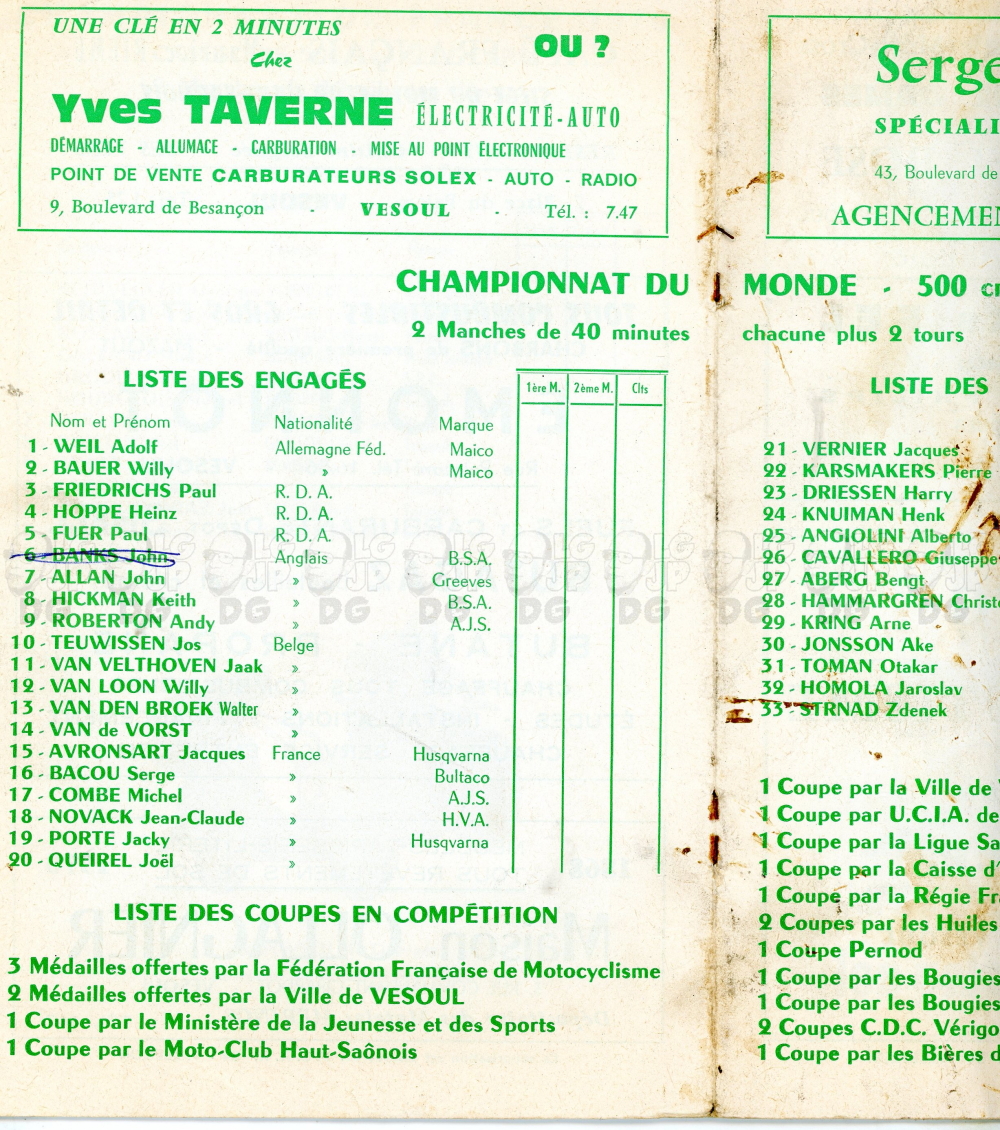 UNE CLÉ EN 2 MINUTES
OU ?
Chez
Yves TAVERNE ÉLECTRICITÉ-AUTO
DÉMARRAGE - ALLUMACE - CARBURATION - MISE AU POINT ÉLECTRONIQUE
POINT DE VENTE CARBURATEURS SOLEX - AUTO - RADIO
9, Boulevard de Besançon - VESOUL - Tél. : 7.47
Serge
SPÉCIALI
43, Boulevard de
AGENCEMEN
CHAMPIONNAT DU MONDE - 500 c
2 Manches de 40 minutes chacune plus 2 tours
LISTE DES ENGAGÉS
1ère M. 2ème M. Clts
Nom et Prénom Nationalité Marque
1 - WEIL Adolf Allemagne Féd. Maico
2 - BAUER Willy » Maico
3 - FRIEDRICHS Paul R. D. A.
4 - HOPPE Heinz R. D. A.
5 - FUER Paul R. D. A.
6 - BANKS John Anglais B.S.A.
7 - ALLAN John » Greeves
8 - HICKMAN Keith » B.S.A.
9 - ROBERTON Andy » A.J.S.
10 - TEUWISSEN Jos Belge
11 - VAN VELTHOVEN Jaak »
12 - VAN LOON Willy »
13 - VAN DEN BROEK Walter »
14 - VAN de VORST »
15 - AVRONSART Jacques France Husqvarna
16 - BACOU Serge » Bultaco
17 - COMBE Michel » A.J.S.
18 - NOVACK Jean-Claude » H.V.A.
19 - PORTE Jacky » Husqvarna
20 - QUEIREL Joël »
LISTE DES COUPES EN COMPÉTITION
3 Médailles offertes par la Fédération Française de Motocyclisme
2 Médailles offertes par la Ville de VESOUL
1 Coupe par le Ministère de la Jeunesse et des Sports
1 Coupe par le Moto-Club Haut-Saônois
LISTE DES
21 - VERNIER Jacques
22 - KARSMAKERS Pierre
23 - DRIESSEN Harry
24 - KNUIMAN Henk
25 - ANGIOLINI Alberto
26 - CAVALLERO Giuseppe
27 - ABERG Bengt
28 - HAMMARGREN Christe
29 - KRING Arne
30 - JONSSON Ake
31 - TOMAN Otakar
32 - HOMOLA Jaroslav
33 - STRNAD Zdenek
1 Coupe par la Ville de
1 Coupe par U.C.I.A. de
1 Coupe par la Ligue Sa
1 Coupe par la Caisse d'
1 Coupe par la Régie Fra
2 Coupes par les Huiles
1 Coupe Pernod
1 Coupe par les Bougies
1 Coupe par les Bougies
2 Coupes C.D.C. Vérigo
1 Coupe par les Bières d